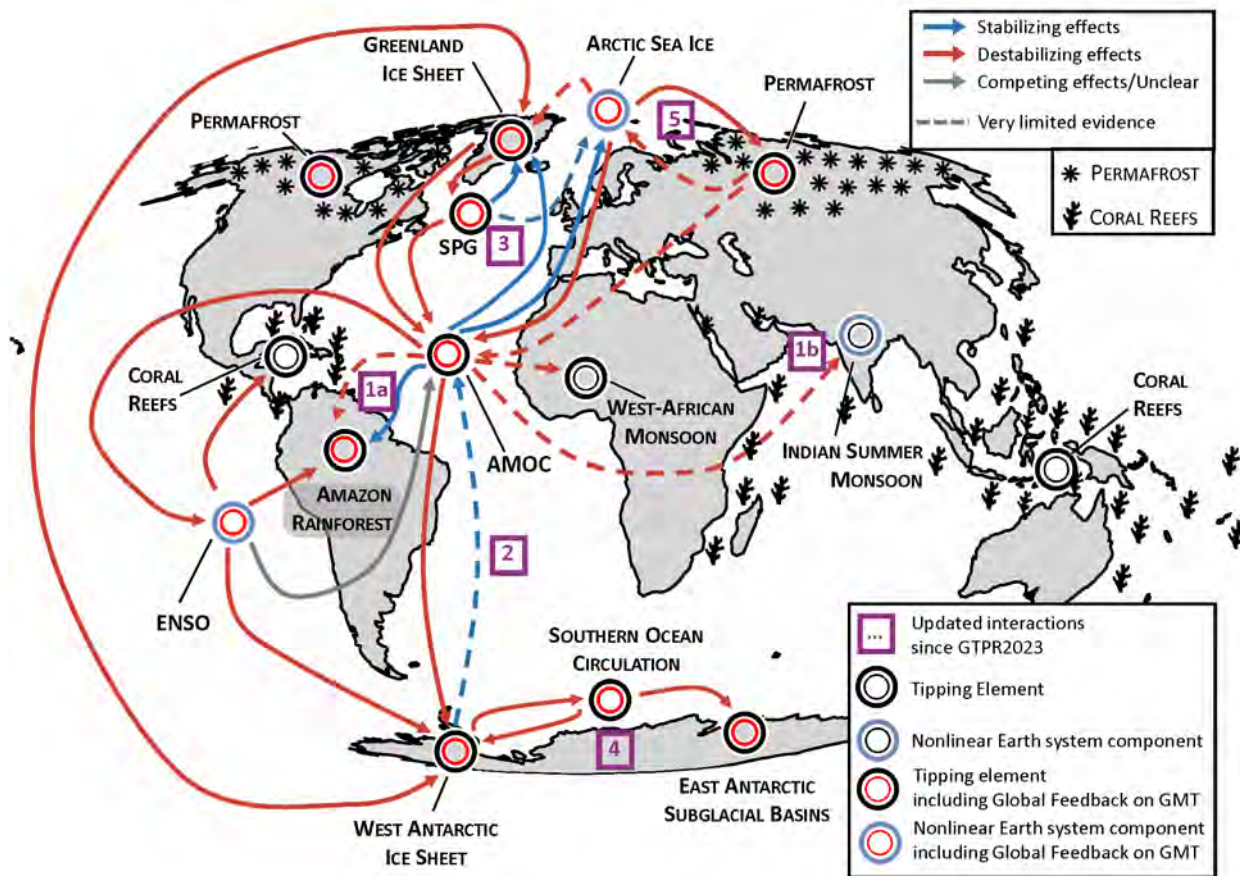 GREENLAND
ICE SHEET
ARCTIC SEA ICE
Stabilizing effects
Destabilizing effects
Competing effects/Unclear
Very limited evidence
PERMAFROST
PERMAFROST
5
PERMAFROST
CORAL REEFS
SPG
3
1b
CORAL
REEFS
1a
WEST-AFRICAN
MONSOON
CORAL
REEFS
AMOC
INDIAN SUMMER
MONSOON
AMAZON
RAINFOREST
2
ENSO
SOUTHERN OCEAN
CIRCULATION
4
EAST ANTARCTIC
SUBGLACIAL BASINS
WEST ANTARCTIC
ICE SHEET
...
Updated interactions
since GTPR2023
Tipping Element
Nonlinear Earth system component
Tipping element
including Global Feedback on GMT
Nonlinear Earth system component
including Global Feedback on GMT